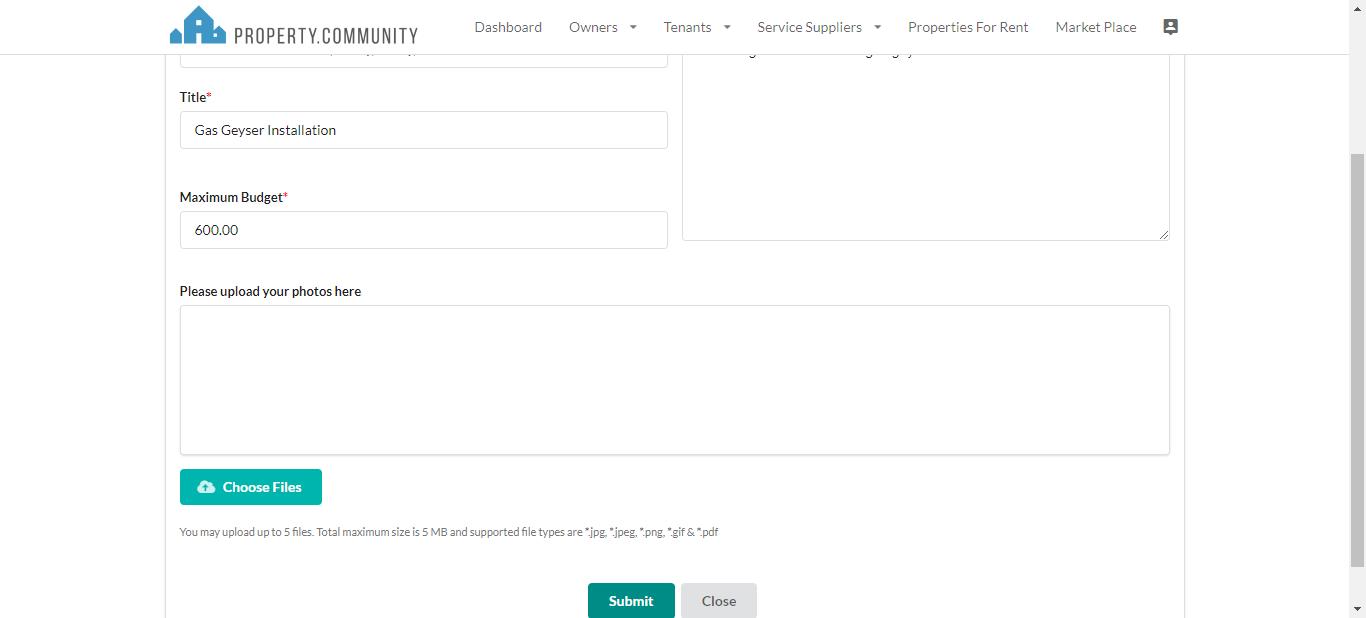 PROPERTY.COMMUNITY
Dashboard
Owners
Tenants
Service Suppliers
Properties For Rent
Market Place
Title*
Gas Geyser Installation
Maximum Budget*
600.00
Please upload your photos here
Choose Files
You may upload up to 5 files. Total maximum size is 5 MB and supported file types are *.jpg, *.jpeg, *.png, *.gif & *.pdf
Submit
Close